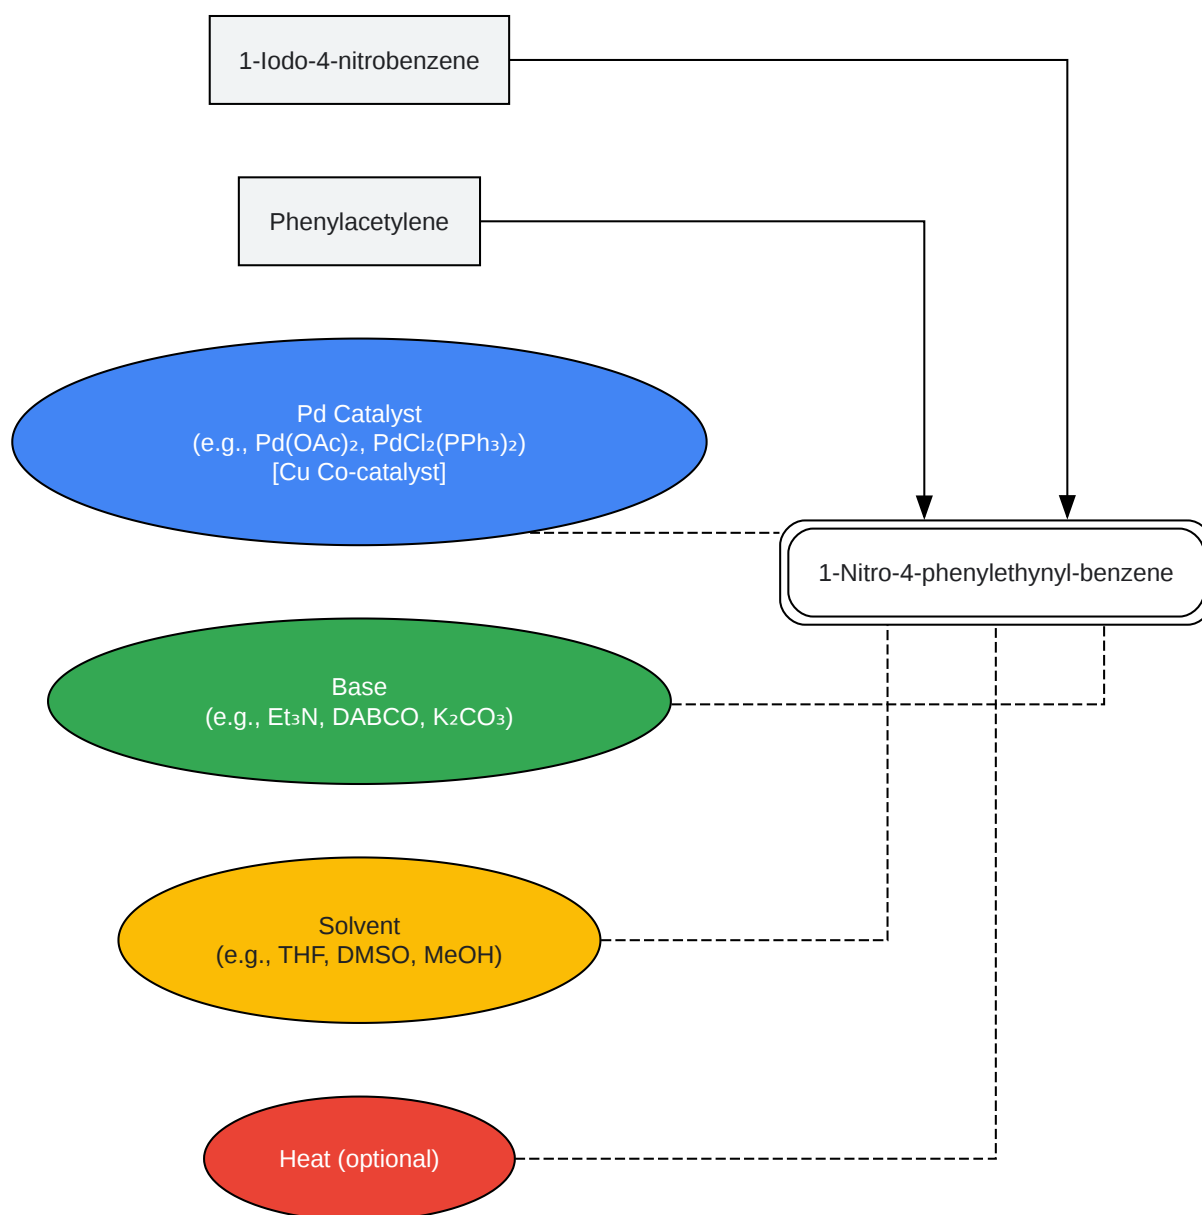 1-Iodo-4-nitrobenzene
Phenylacetylene
Pd Catalyst
(e.g., Pd(OAc)₂, PdCl₂(PPh₃)₂)
[Cu Co-catalyst]
1-Nitro-4-phenylethynyl-benzene
Base
(e.g., Et₃N, DABCO, K₂CO₃)
Solvent
(e.g., THF, DMSO, MeOH)
Heat (optional)